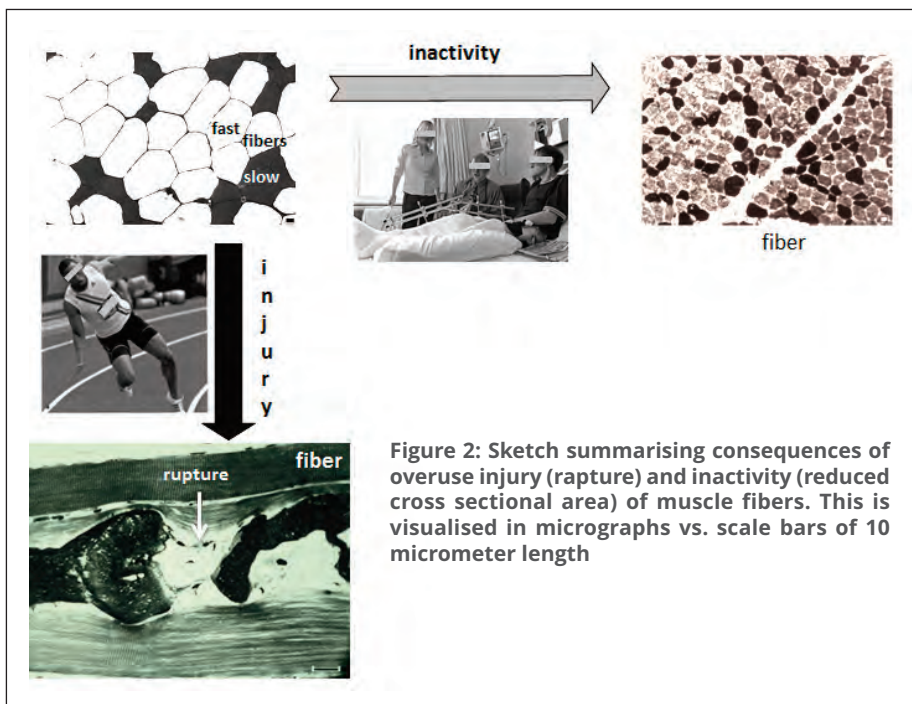 inactivity
fast
fibers
slow
fiber
injury
fiber
rupture
Figure 2: Sketch summarising consequences of
overuse injury (rapture) and inactivity (reduced
cross sectional area) of muscle fibers. This is
visualised in micrographs vs. scale bars of 10
micrometer length